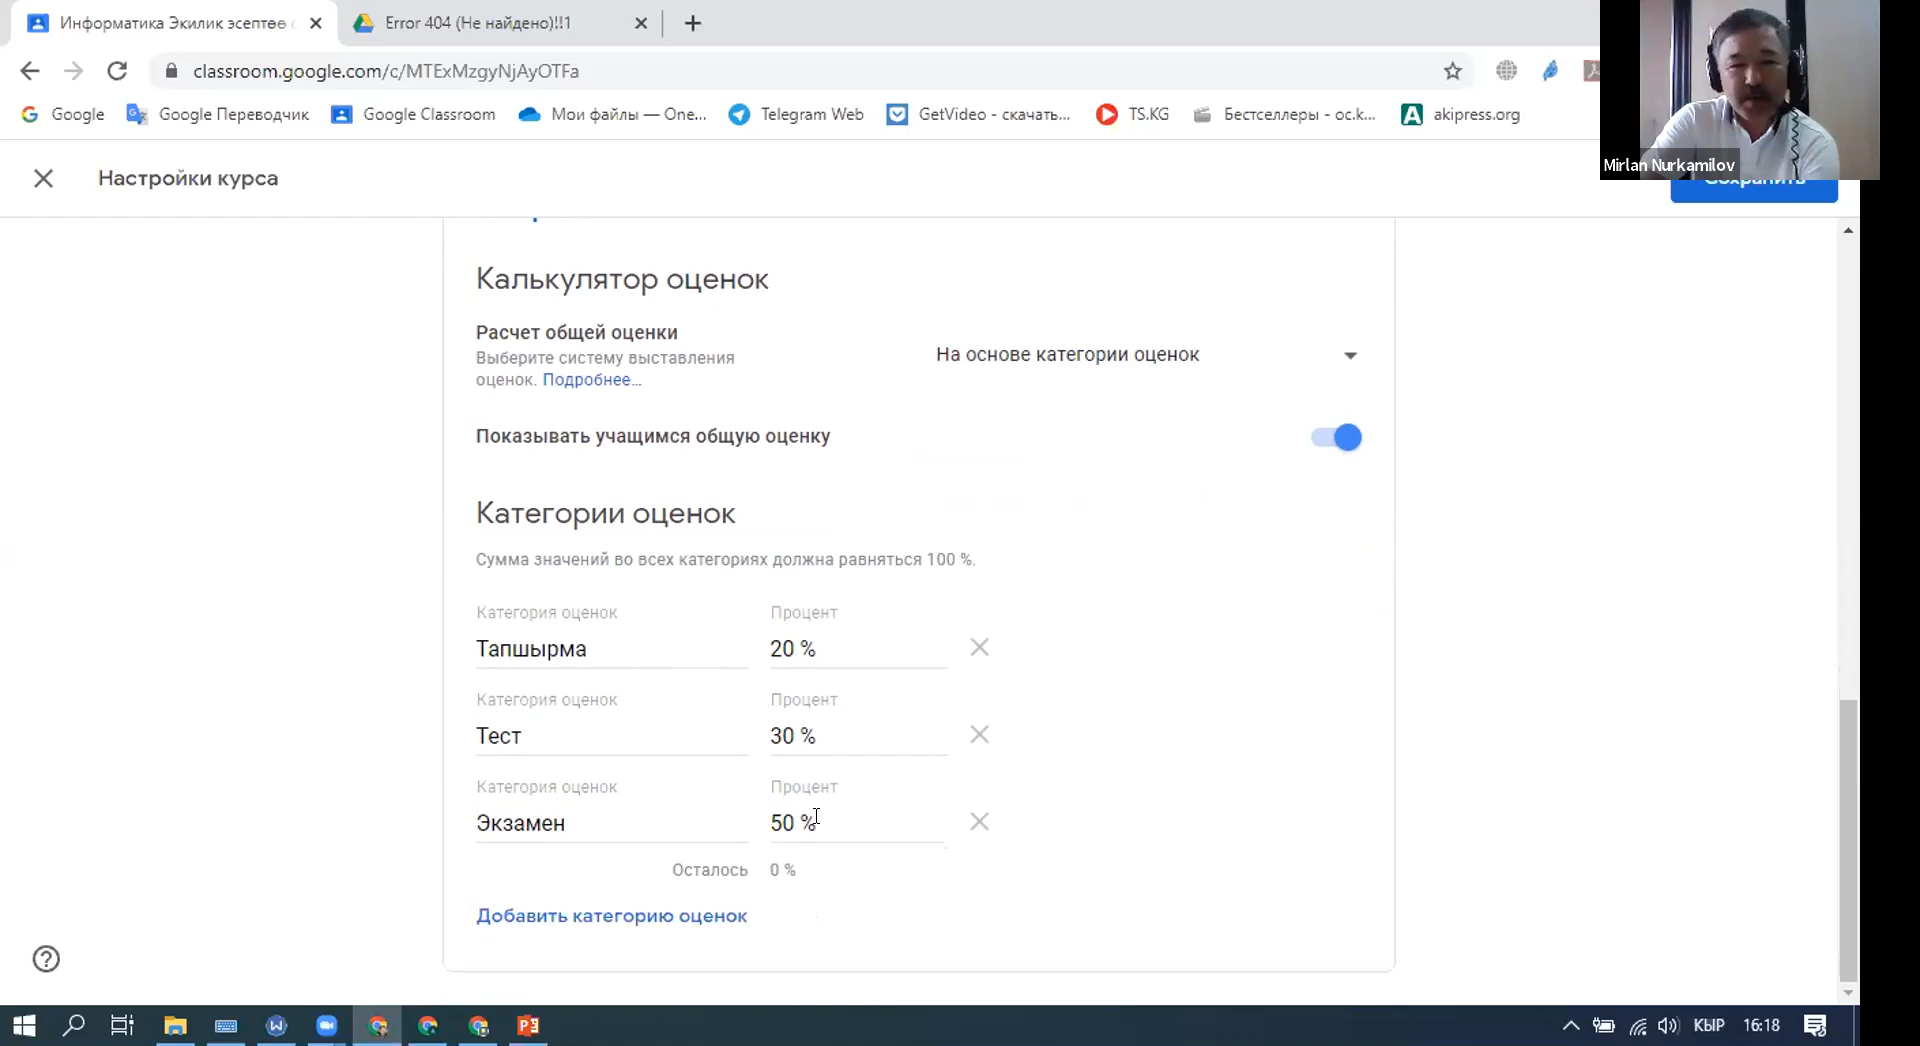 Информатика Экилик эсептөө с
Error 404 (Не найдено)!!1
classroom.google.com/c/MTExMzgyNjAyOTFa
Google
Google Переводчик
Google Classroom
Мои файлы — One...
Telegram Web
GetVideo - скачать...
TS.KG
Бестселлеры - oc.k...
akipress.org
Mirlan Nurkamilov
Настройки курса
Сохранить
Калькулятор оценок
Расчет общей оценки
Выберите систему выставления
оценок. Подробнее...
На основе категории оценок
Показывать учащимся общую оценку
Категории оценок
Сумма значений во всех категориях должна равняться 100 %.
Категория оценок Процент
Тапшырма 20 %
Категория оценок Процент
Тест 30 %
Категория оценок Процент
Экзамен 50 %
Осталось 0 %
Добавить категорию оценок
КЫР 16:18